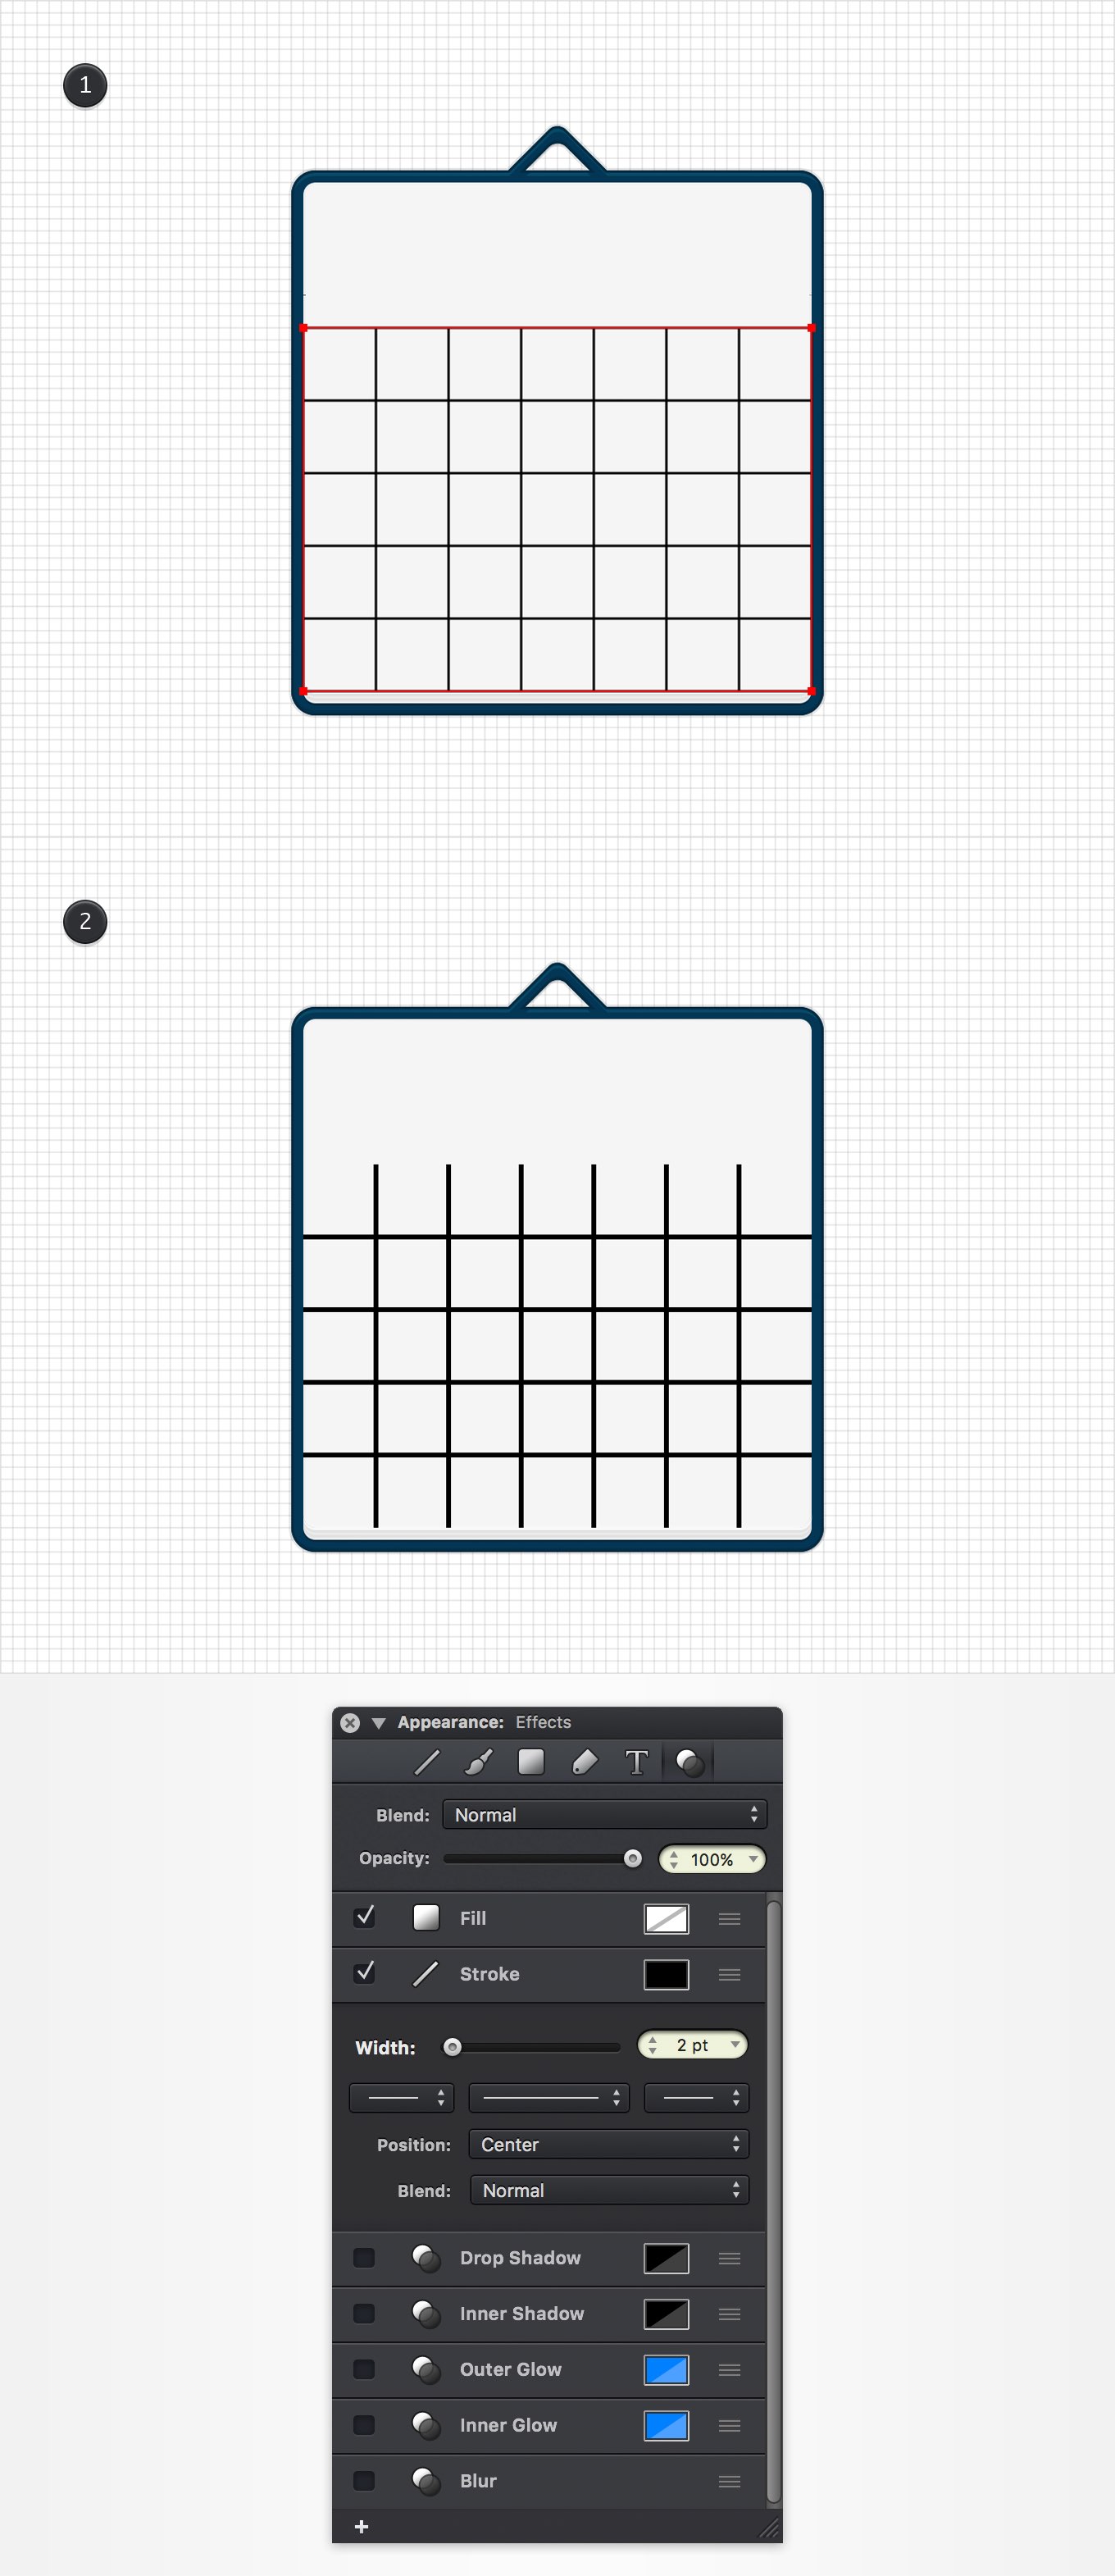 1
2
Appearance: Effects
T
Blend: Normal
Opacity: 100%
Fill
Stroke
Width: 2 pt
Position: Center
Blend: Normal
Drop Shadow
Inner Shadow
Outer Glow
Inner Glow
Blur
+